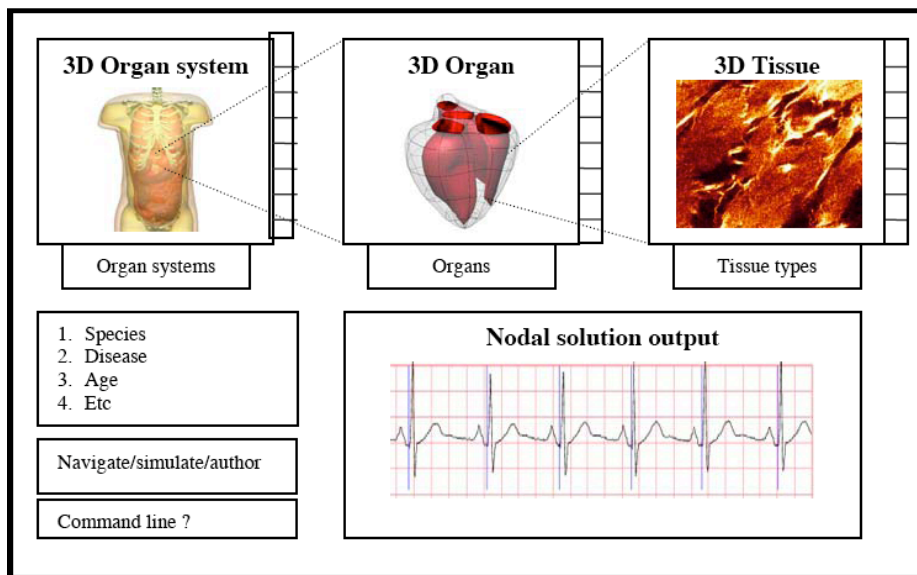 3D Organ system
3D Organ
3D Tissue
Organ systems
Organs
Tissue types
1. Species
2. Disease
3. Age
4. Etc
Nodal solution output
Navigate/simulate/author
Command line ?